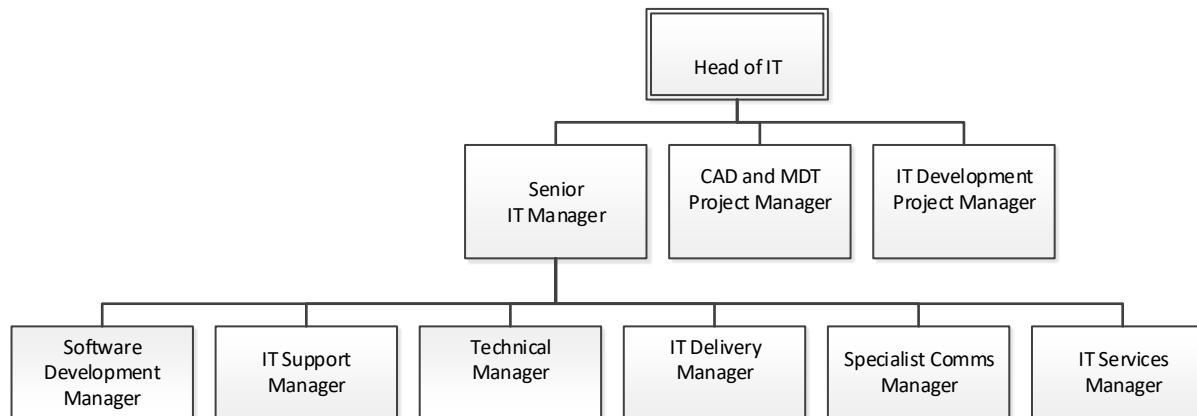 Head of IT
Senior
IT Manager
CAD and MDT
Project Manager
IT Development
Project Manager
Software
Development
Manager
IT Support
Manager
Technical
Manager
IT Delivery
Manager
Specialist Comms
Manager
IT Services
Manager